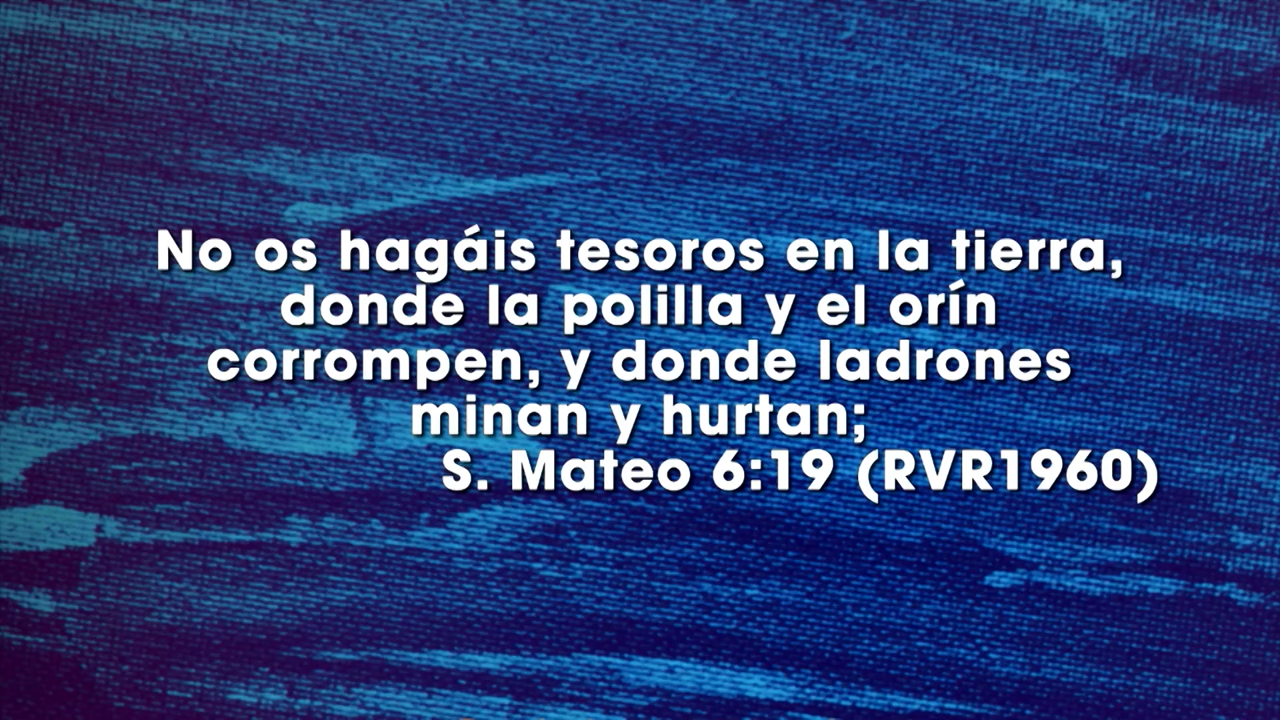 No os hagáis tesoros en la tierra,
donde la polilla y el orín
corrompen, y donde ladrones
minan y hurtan;
S. Mateo 6:19 (RVR1960)